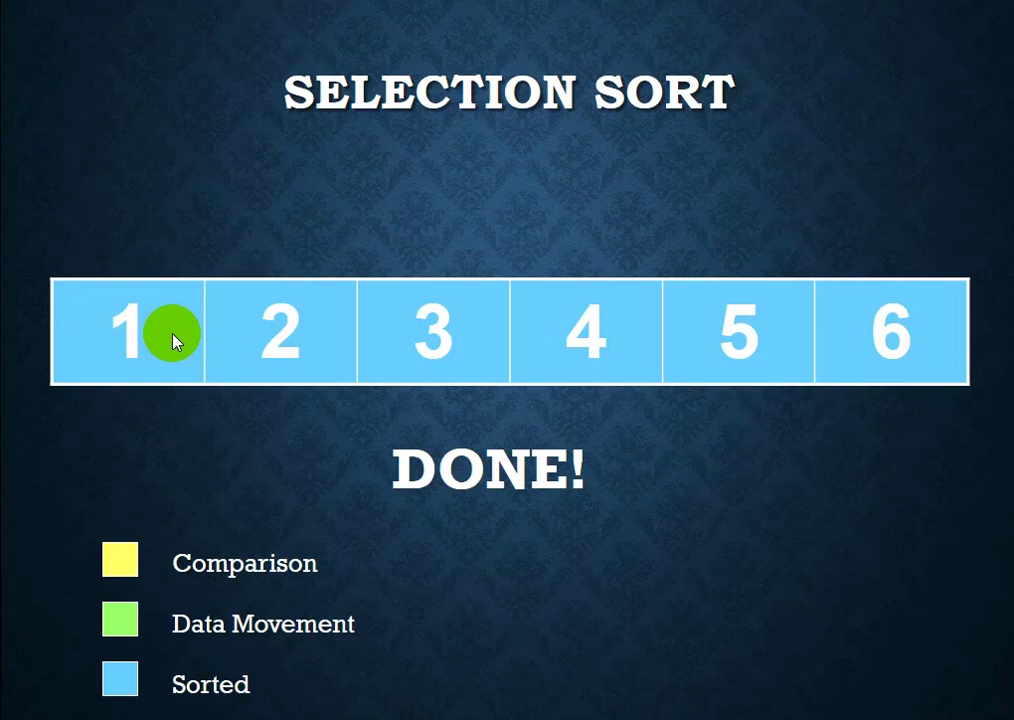 SELECTION SORT
1 2 3 4 5 6
DONE!
Comparison
Data Movement
Sorted